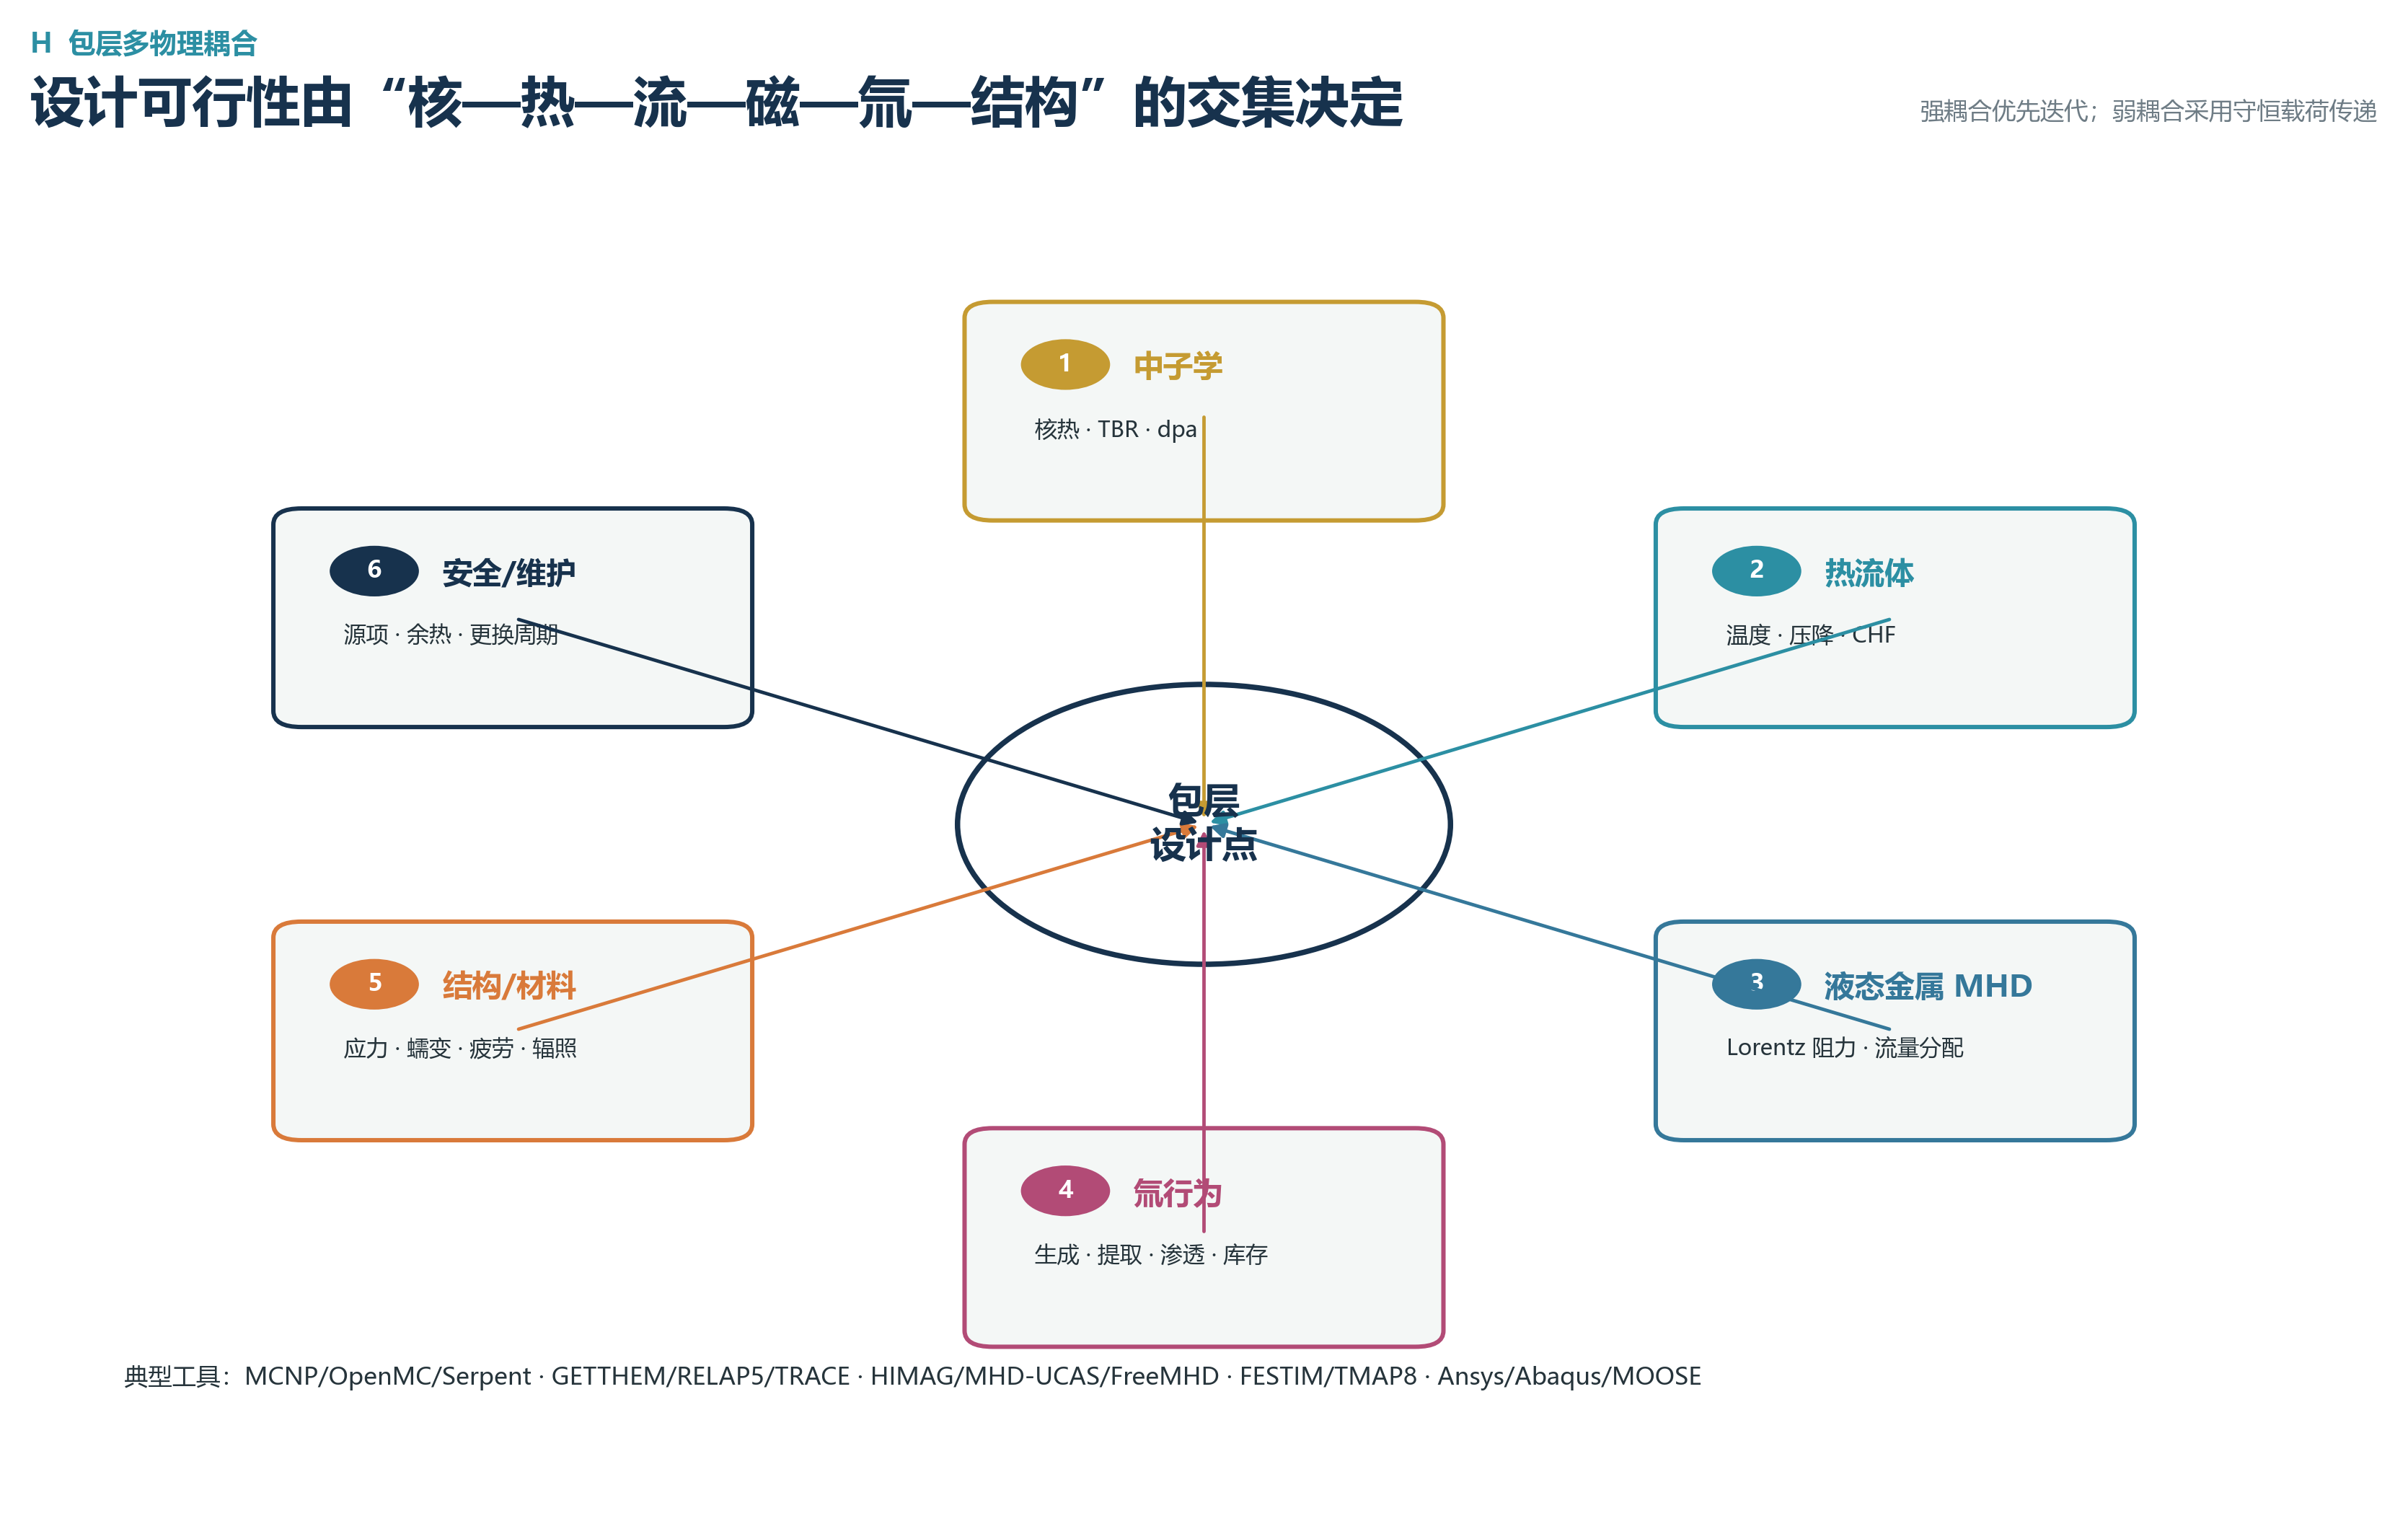 H 包层多物理耦合
设计可行性由“核—热—流—磁—氚—结构”的交集决定
强耦合优先迭代；弱耦合采用守恒载荷传递
1 中子学
核热 · TBR · dpa
6 安全/维护
源项 · 余热 · 更换周期
2 热流体
温度 · 压降 · CHF
包层
设计点
5 结构/材料
应力 · 蠕变 · 疲劳 · 辐照
3 液态金属 MHD
Lorentz 阻力 · 流量分配
4 氚行为
生成 · 提取 · 渗透 · 库存
典型工具：MCNP/OpenMC/Serpent · GETTHEM/RELAP5/TRACE · HIMAG/MHD-UCAS/FreeMHD · FESTIM/TMAP8 · Ansys/Abaqus/MOOSE